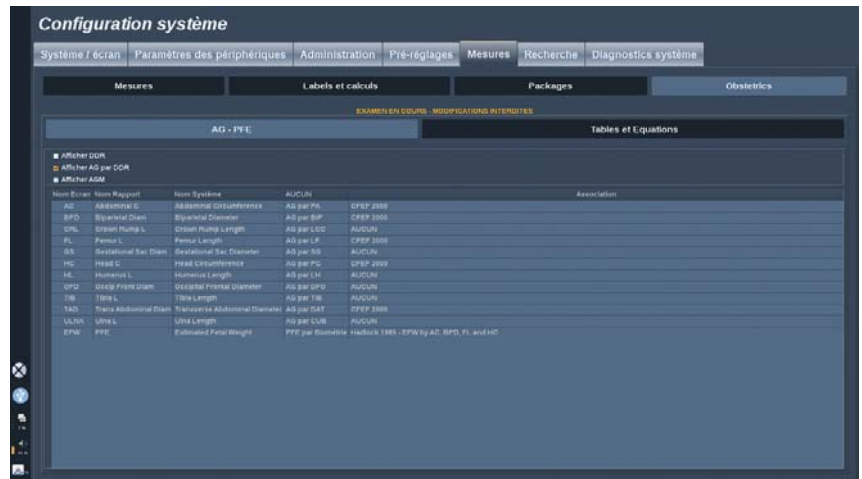 Configuration système
Système / écran Paramètres des périphériques Administration Pré-réglages Mesures Recherche Diagnostics système
Mesures Labels et calculs Packages Obstetrics
EXAMEN EN COURS - MODIFICATIONS INTERDITES
AG - PFE Tables et Equations
Afficher DDR
Afficher AG par DDR
Afficher AGM
Nom Ecran Nom Rapport Nom Système AUCUN Association
AC Abdominal C Abdominal Circumference AG par PA CFEF 2000
BPD Biparietal Diam Biparietal Diameter AG par BIP CFEF 2000
CRL Crown Rump L Crown Rump Length AG par LCC AUCUN
FL Femur L Femur Length AG par LF CFEF 2000
GS Gestational Sac Diam Gestational Sac Diameter AG par SG AUCUN
HC Head C Head Circumference AG par PC CFEF 2000
HL Humerus L Humerus Length AG par LH AUCUN
OFD Occip Front Diam Occipital Frontal Diameter AG par DFO AUCUN
TIB Tibia L Tibia Length AG par TIB AUCUN
TAD Trans Abdominal Diam Transverse Abdominal Diameter AG par DAT CFEF 2000
ULNA Ulna L Ulna Length AG par CUB AUCUN
EFW PFE Estimated Fetal Weight PFE par Biométrie Hadlock 1985 - EFW by AC, BPD, FL and HC